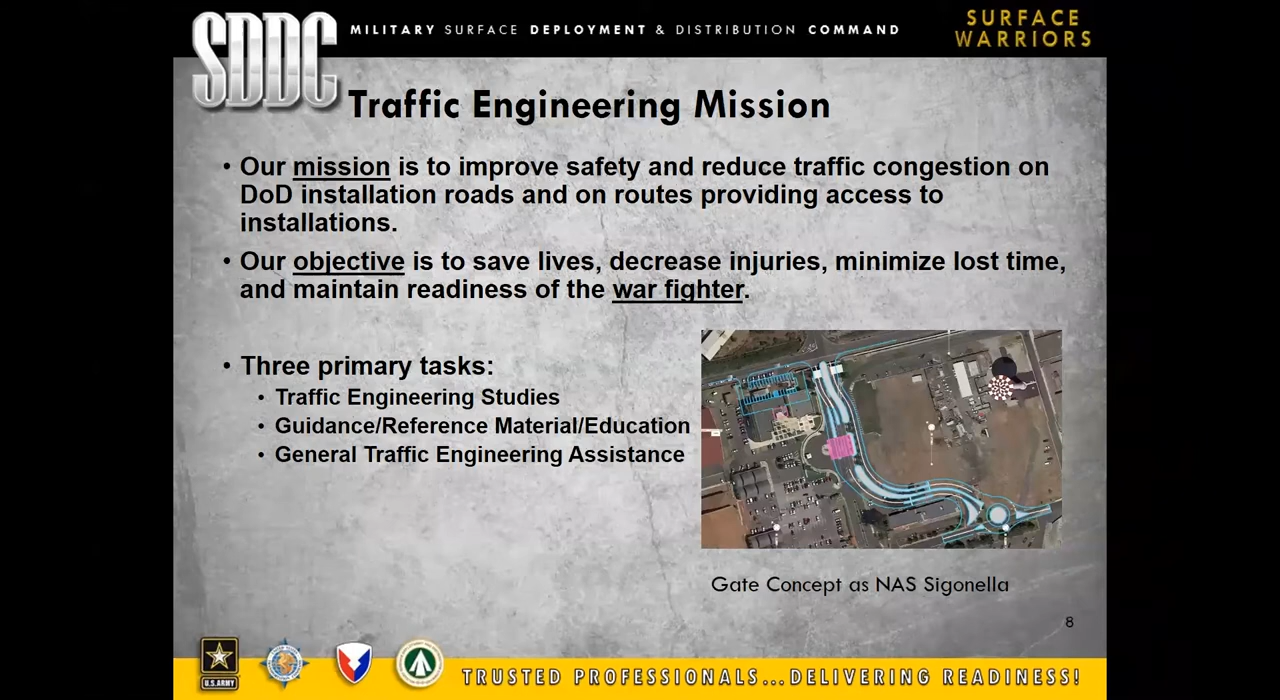 SDDC
MILITARY SURFACE DEPLOYMENT & DISTRIBUTION COMMAND
SURFACE
WARRIORS
Traffic Engineering Mission
• Our mission is to improve safety and reduce traffic congestion on
DoD installation roads and on routes providing access to
installations.
• Our objective is to save lives, decrease injuries, minimize lost time,
and maintain readiness of the war fighter.
• Three primary tasks:
• Traffic Engineering Studies
• Guidance/Reference Material/Education
• General Traffic Engineering Assistance
Gate Concept as NAS Sigonella
8
U.S.ARMY
TRUSTED PROFESSIONALS...DELIVERING READINESS!